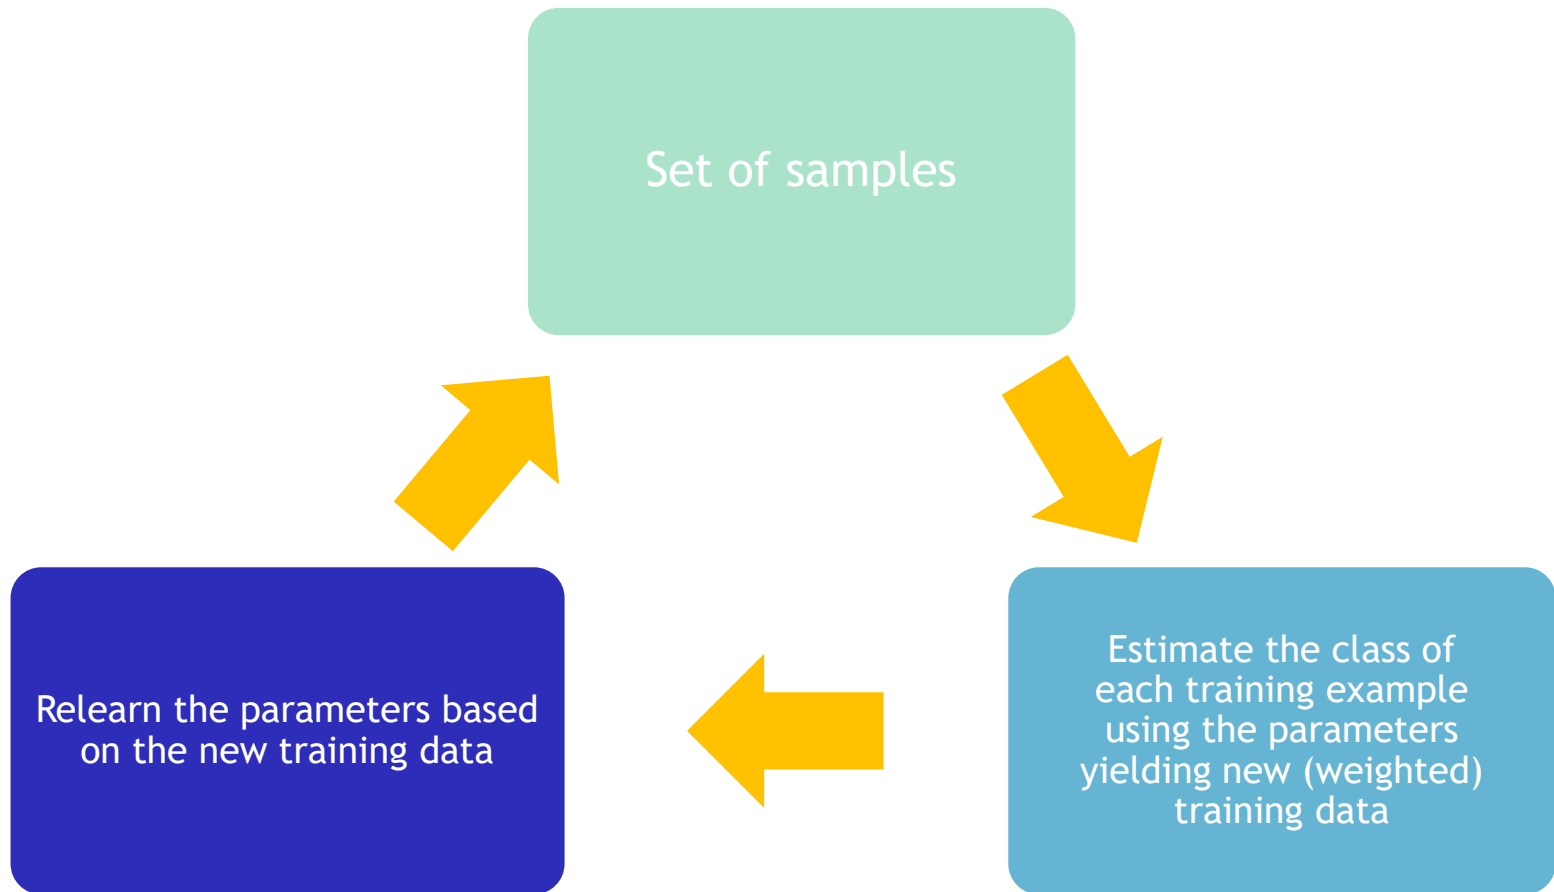 Set of samples
Estimate the class of
each training example
using the parameters
yielding new (weighted)
training data
Relearn the parameters based
on the new training data